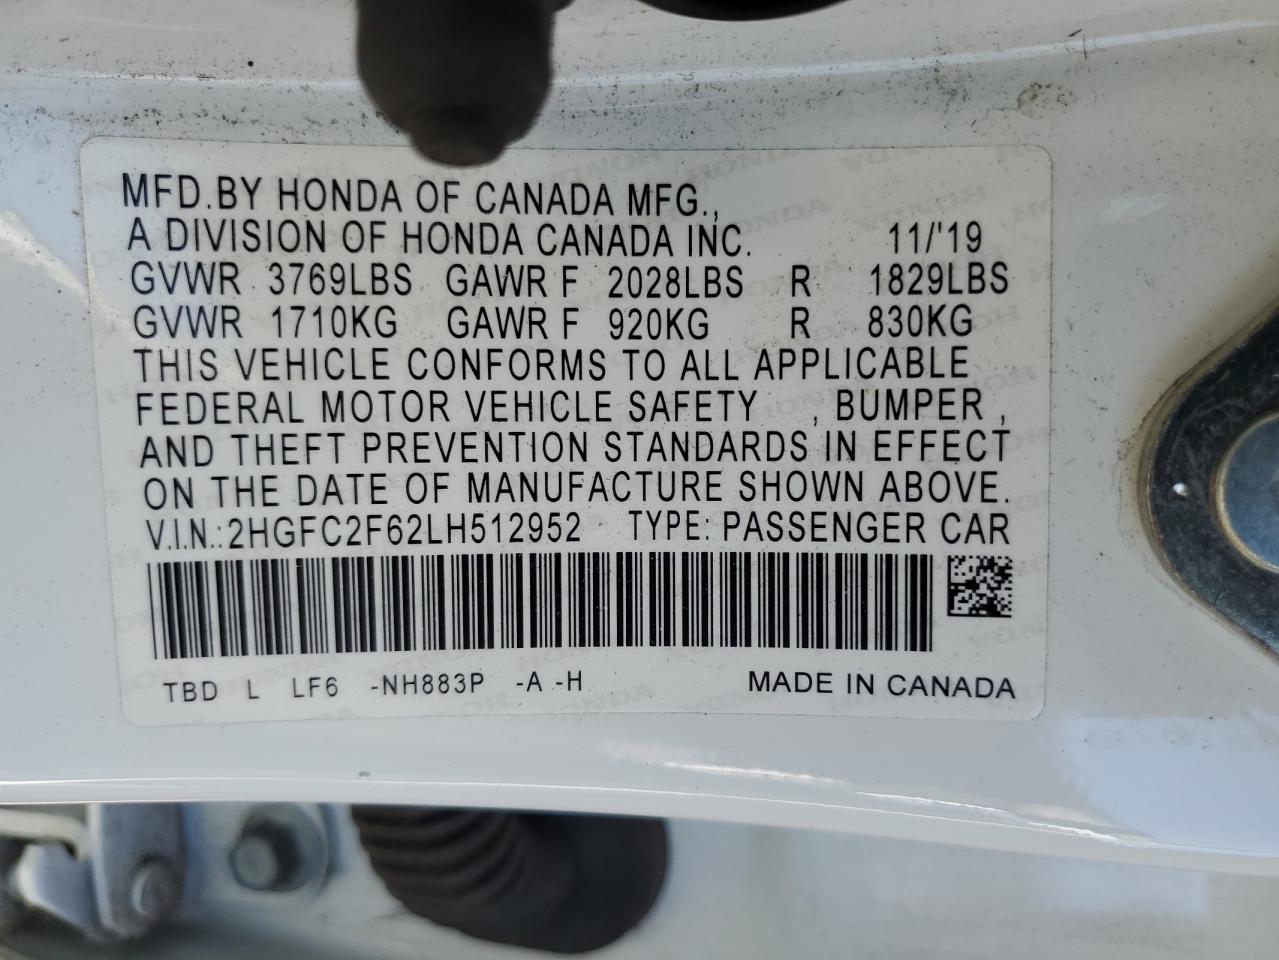 MFD.BY HONDA OF CANADA MFG.,
A DIVISION OF HONDA CANADA INC. 11/'19
GVWR 3769LBS GAWR F 2028LBS R 1829LBS
GVWR 1710KG GAWR F 920KG R 830KG
THIS VEHICLE CONFORMS TO ALL APPLICABLE
FEDERAL MOTOR VEHICLE SAFETY , BUMPER ,
AND THEFT PREVENTION STANDARDS IN EFFECT
ON THE DATE OF MANUFACTURE SHOWN ABOVE.
V.I.N.: 2HGFC2F62LH512952 TYPE: PASSENGER CAR
TBD L LF6 -NH883P -A -H MADE IN CANADA